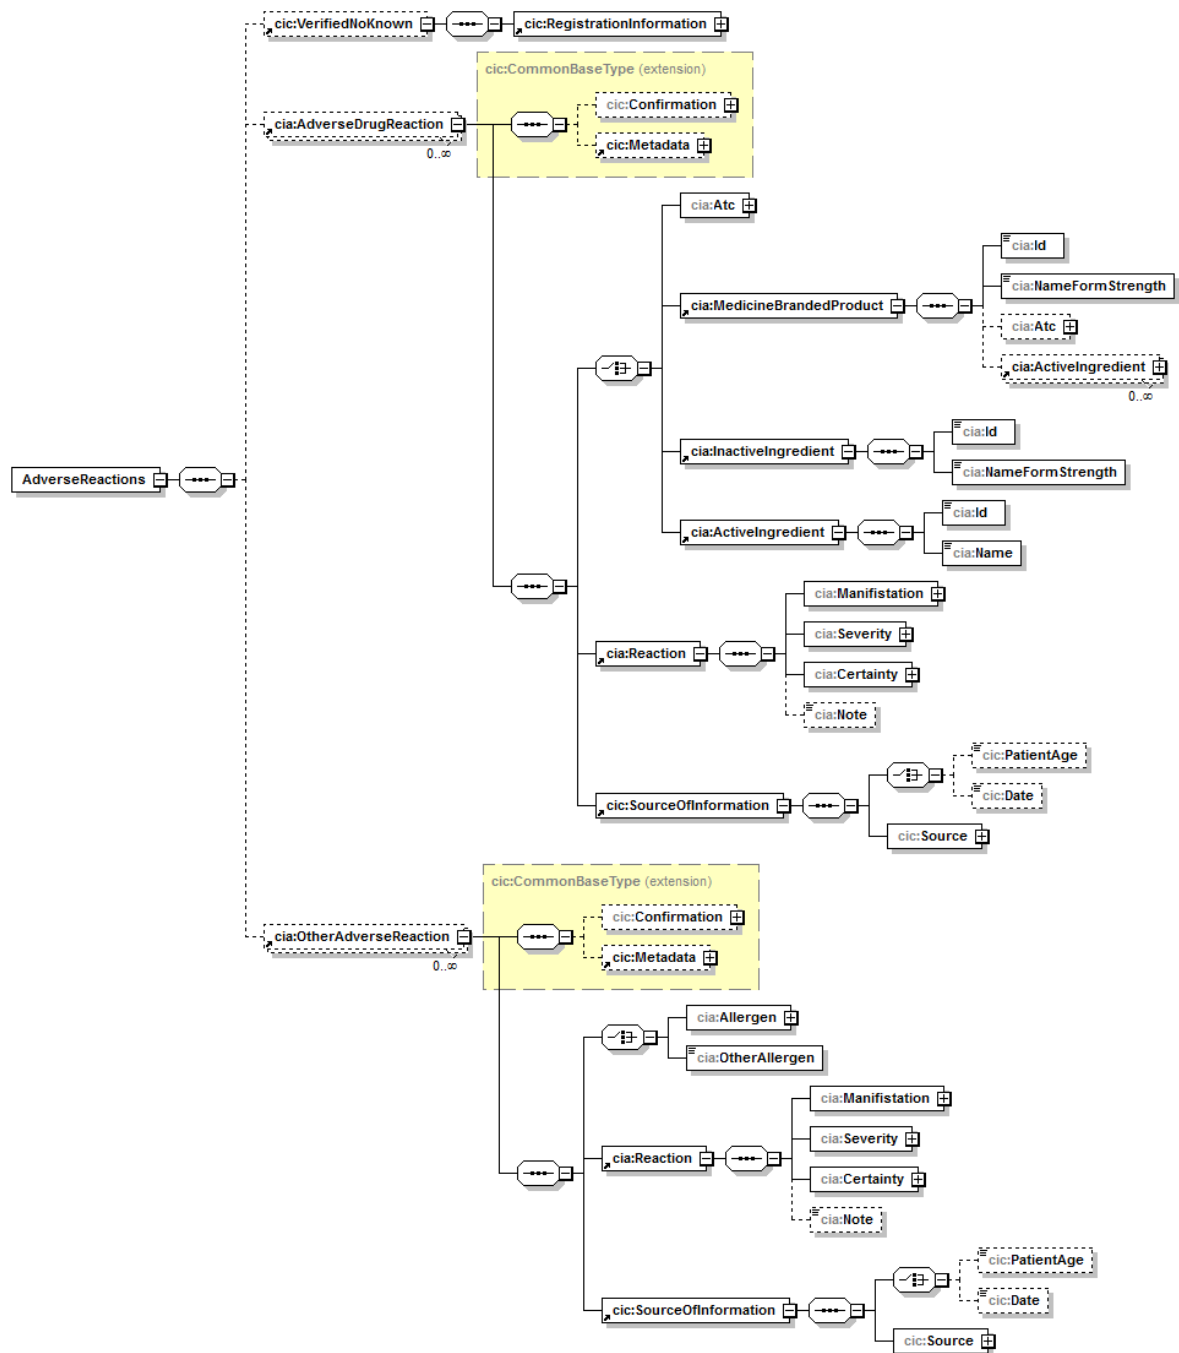 cic:VerifiedNoKnown
cic:RegistrationInformation
cic:CommonBaseType (extension)
cic:Confirmation
cia:AdverseDrugReaction
0..∞
cic:Metadata
cia:Atc
cia:Id
cia:NameFormStrength
cia:MedicineBrandedProduct
cia:Atc
cia:ActiveIngredient
0..∞
cia:Id
cia:InactiveIngredient
cia:NameFormStrength
AdverseReactions
cia:Id
cia:ActiveIngredient
cia:Name
cia:Manifistation
cia:Severity
cia:Reaction
cia:Certainty
cia:Note
cic:PatientAge
cic:Date
cic:SourceOfInformation
cic:Source
cic:CommonBaseType (extension)
cic:Confirmation
cia:OtherAdverseReaction
0..∞
cic:Metadata
cia:Allergen
cia:OtherAllergen
cia:Manifistation
cia:Severity
cia:Reaction
cia:Certainty
cia:Note
cic:PatientAge
cic:Date
cic:SourceOfInformation
cic:Source